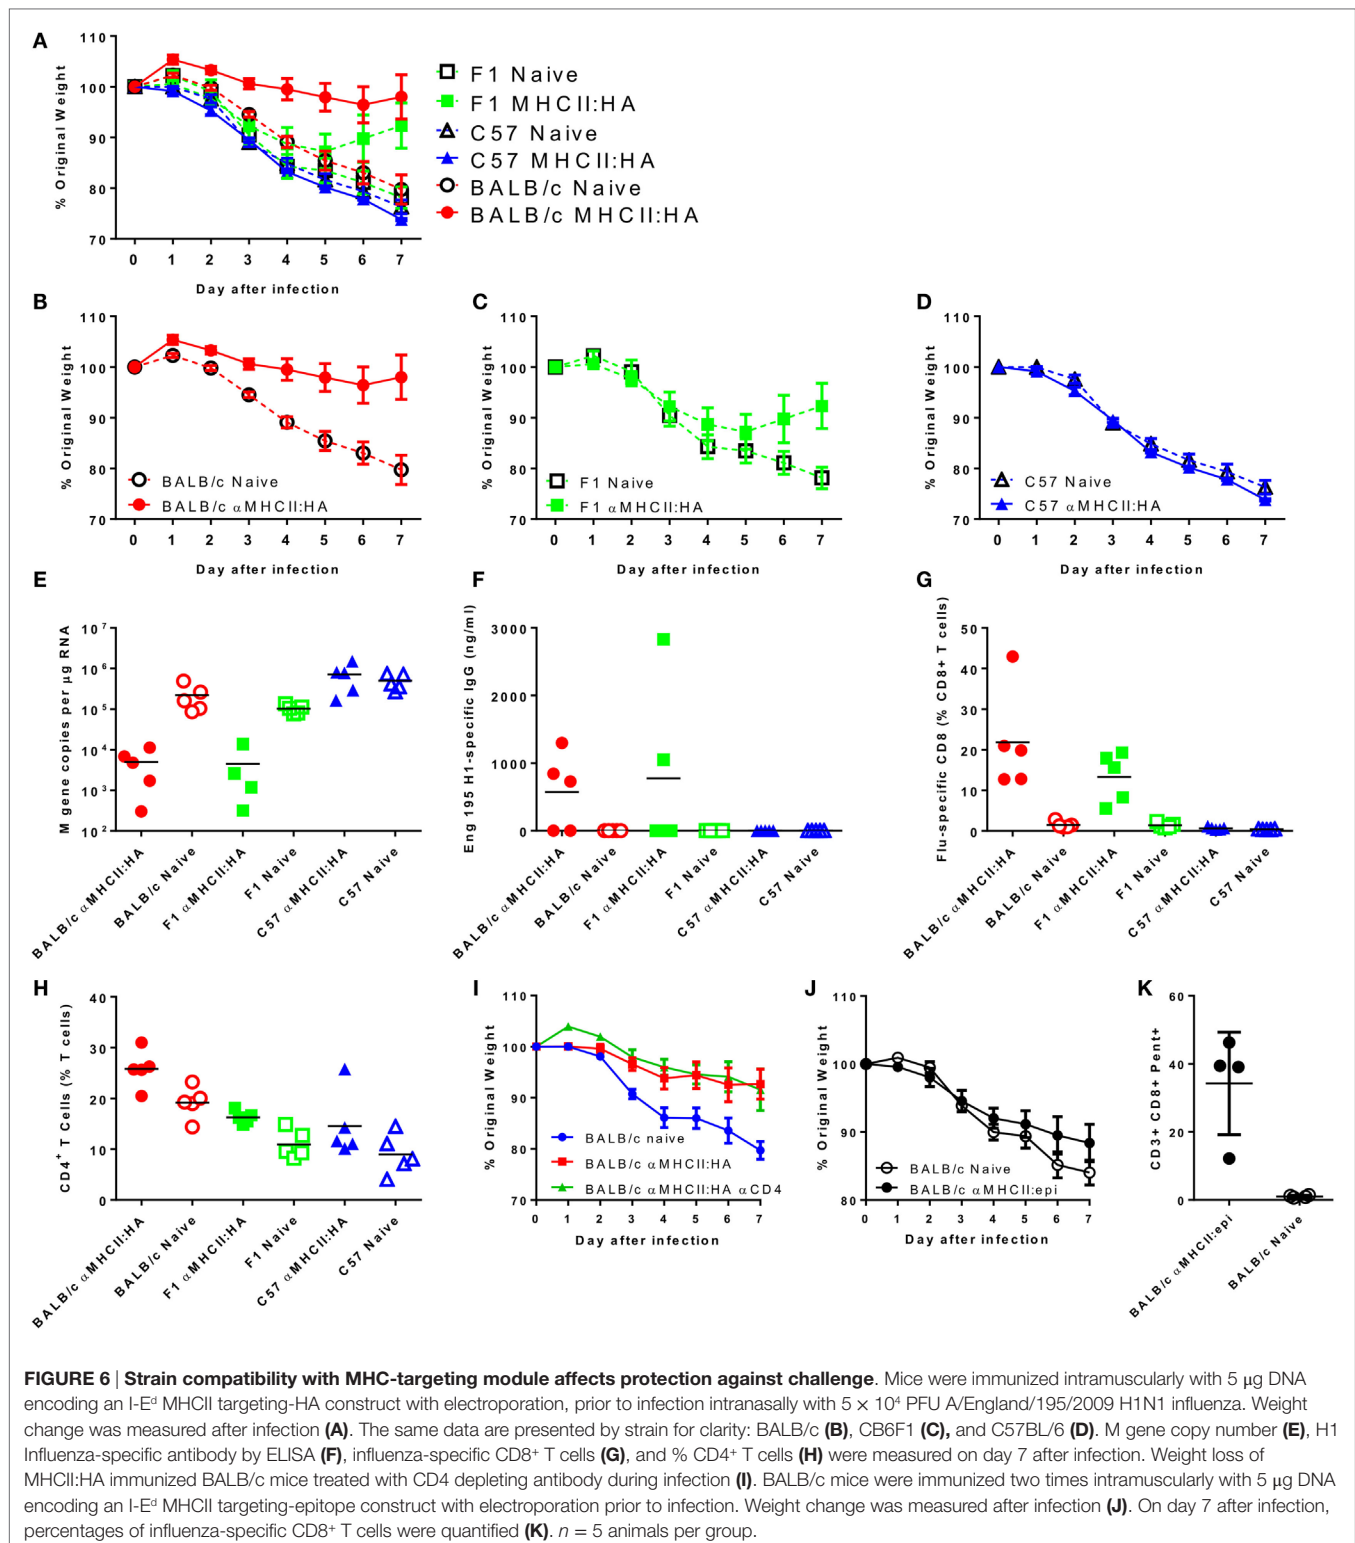 A
110
100
90
80
70
% Original Weight
0 1 2 3 4 5 6 7
Day after infection
F1 Naive
F1 MHCII:HA
C57 Naive
C57 MHCII:HA
BALB/c Naive
BALB/c MHCII:HA
B
110
100
90
80
70
% Original Weight
BALB/c Naive
BALB/c αMHCII:HA
0 1 2 3 4 5 6 7
Day after infection
C
110
100
90
80
70
% Original Weight
F1 Naive
F1 αMHCII:HA
0 1 2 3 4 5 6 7
Day after infection
D
110
100
90
80
70
% Original Weight
C57 Naive
C57 αMHCII:HA
0 1 2 3 4 5 6 7
Day after infection
E
10⁷
10⁶
10⁵
10⁴
10³
10²
M gene copies per μg RNA
BALB/c αMHCII:HA
BALB/c Naive
F1 αMHCII:HA
F1 Naive
C57 αMHCII:HA
C57 Naive
F
3000
2000
1000
0
Eng 195 H1-specific IgG (ng/ml)
BALB/c αMHCII:HA
BALB/c Naive
F1 αMHCII:HA
F1 Naive
C57 αMHCII:HA
C57 Naive
G
50
40
30
20
10
0
Flu-specific CD8 (% CD8+ T cells)
BALB/c αMHCII:HA
BALB/c Naive
F1 αMHCII:HA
F1 Naive
C57 αMHCII:HA
C57 Naive
H
40
30
20
10
0
CD4⁺ T Cells (% T cells)
BALB/c αMHCII:HA
BALB/c Naive
F1 αMHCII:HA
F1 Naive
C57 αMHCII:HA
C57 Naive
I
110
100
90
80
70
% Original Weight
BALB/c naive
BALB/c αMHCII:HA
BALB/c αMHCII:HA αCD4
0 1 2 3 4 5 6 7
Day after infection
J
110
100
90
80
% Original Weight
BALB/c Naive
BALB/c αMHCII:epi
0 1 2 3 4 5 6 7
Day after infection
K
60
40
20
0
CD3+ CD8+ Pent+
BALB/c αMHCII:epi
BALB/c Naive
FIGURE 6 | Strain compatibility with MHC-targeting module affects protection against challenge. Mice were immunized intramuscularly with 5 μg DNA
encoding an I-Eᵈ MHCII targeting-HA construct with electroporation, prior to infection intranasally with 5 × 10⁴ PFU A/England/195/2009 H1N1 influenza. Weight
change was measured after infection (A). The same data are presented by strain for clarity: BALB/c (B), CB6F1 (C), and C57BL/6 (D). M gene copy number (E), H1
Influenza-specific antibody by ELISA (F), influenza-specific CD8⁺ T cells (G), and % CD4⁺ T cells (H) were measured on day 7 after infection. Weight loss of
MHCII:HA immunized BALB/c mice treated with CD4 depleting antibody during infection (I). BALB/c mice were immunized two times intramuscularly with 5 μg DNA
encoding an I-Eᵈ MHCII targeting-epitope construct with electroporation prior to infection. Weight change was measured after infection (J). On day 7 after infection,
percentages of influenza-specific CD8⁺ T cells were quantified (K). n = 5 animals per group.